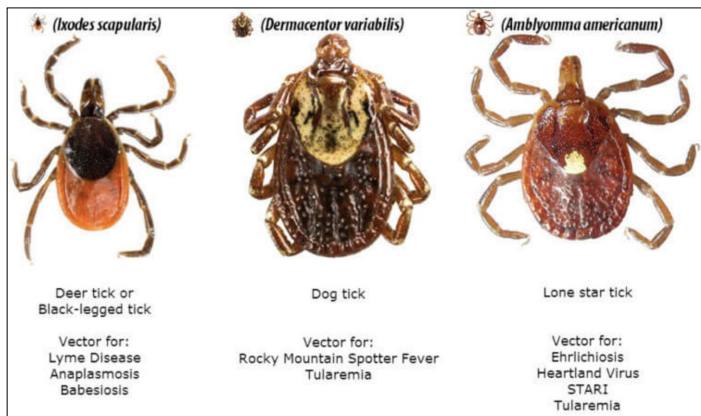 (Ixodes scapularis)
(Dermacentor variabilis)
(Amblyomma americanum)
Deer tick or
Black-legged tick
Vector for:
Lyme Disease
Anaplasmosis
Babesiosis
Dog tick
Vector for:
Rocky Mountain Spotter Fever
Tularemia
Lone star tick
Vector for:
Ehrlichiosis
Heartland Virus
STARI
Tularemia